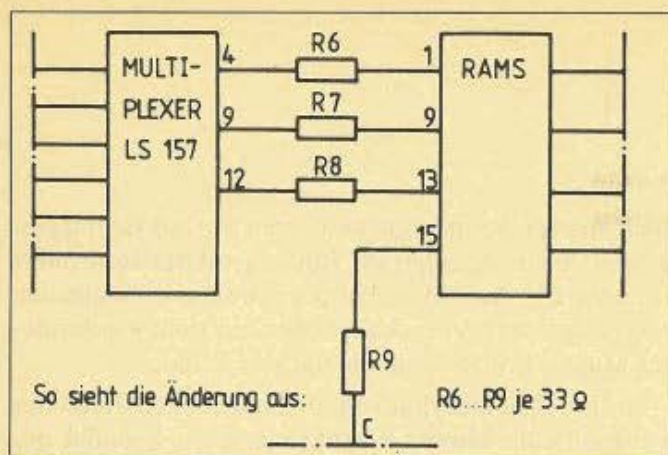 MULTI-
PLEXER
LS 157
4
9
12
R6
R7
R8
1
9
13
15
RAMS
R9
C
So sieht die Änderung aus:
R6...R9 je 33 Ω